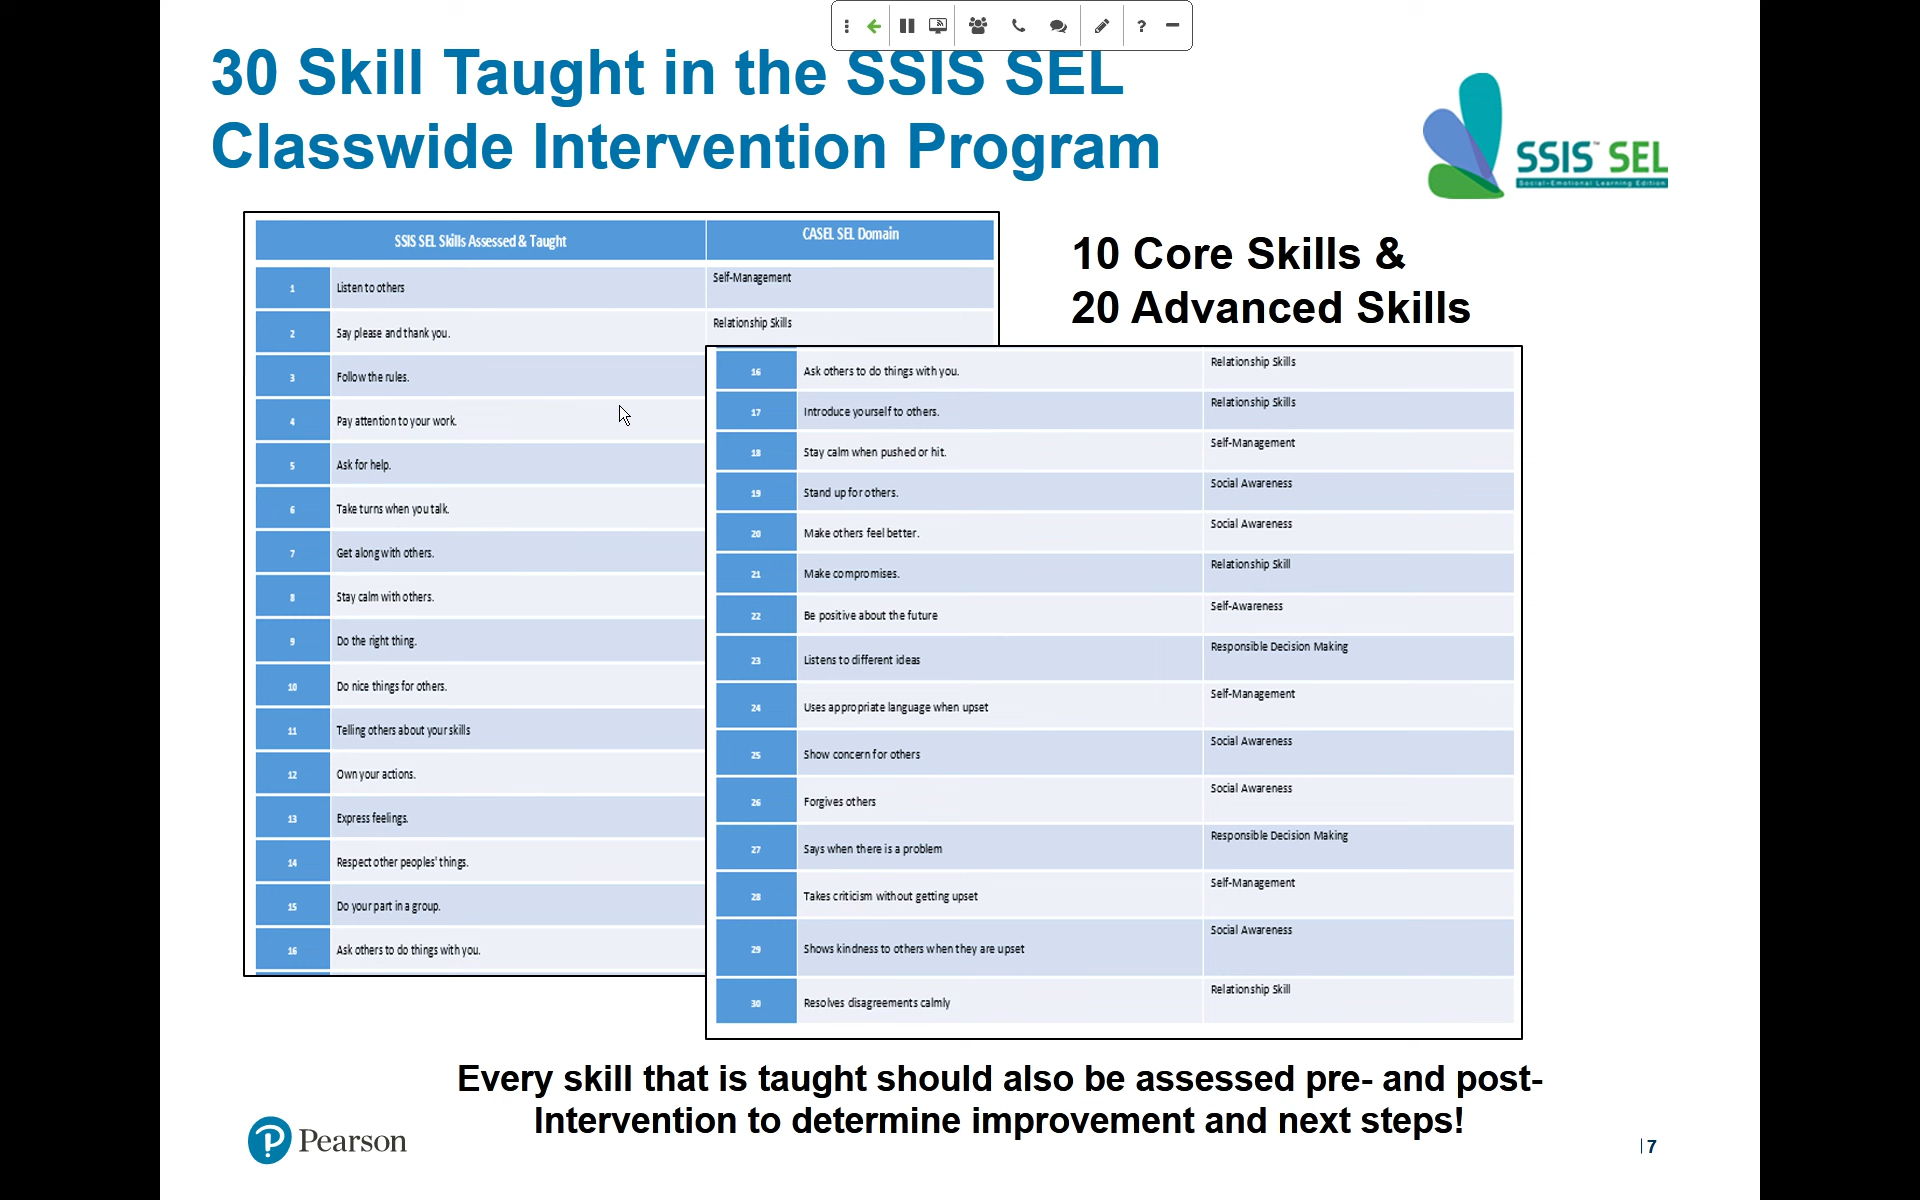 30 Skill Taught in the SSIS SEL
Classwide Intervention Program
SSIS™ SEL
Social-Emotional Learning Edition
10 Core Skills &
20 Advanced Skills
SSIS SEL Skills Assessed & Taught CASEL SEL Domain
1 Listen to others Self-Management
2 Say please and thank you. Relationship Skills
3 Follow the rules.
4 Pay attention to your work.
5 Ask for help.
6 Take turns when you talk.
7 Get along with others.
8 Stay calm with others.
9 Do the right thing.
10 Do nice things for others.
11 Telling others about your skills
12 Own your actions.
13 Express feelings.
14 Respect other peoples' things.
15 Do your part in a group.
16 Ask others to do things with you.
16 Ask others to do things with you. Relationship Skills
17 Introduce yourself to others. Relationship Skills
18 Stay calm when pushed or hit. Self-Management
19 Stand up for others. Social Awareness
20 Make others feel better. Social Awareness
21 Make compromises. Relationship Skill
22 Be positive about the future Self-Awareness
23 Listens to different ideas Responsible Decision Making
24 Uses appropriate language when upset Self-Management
25 Show concern for others Social Awareness
26 Forgives others Social Awareness
27 Says when there is a problem Responsible Decision Making
28 Takes criticism without getting upset Self-Management
29 Shows kindness to others when they are upset Social Awareness
30 Resolves disagreements calmly Relationship Skill
Every skill that is taught should also be assessed pre- and post-
Intervention to determine improvement and next steps!
Pearson
| 7